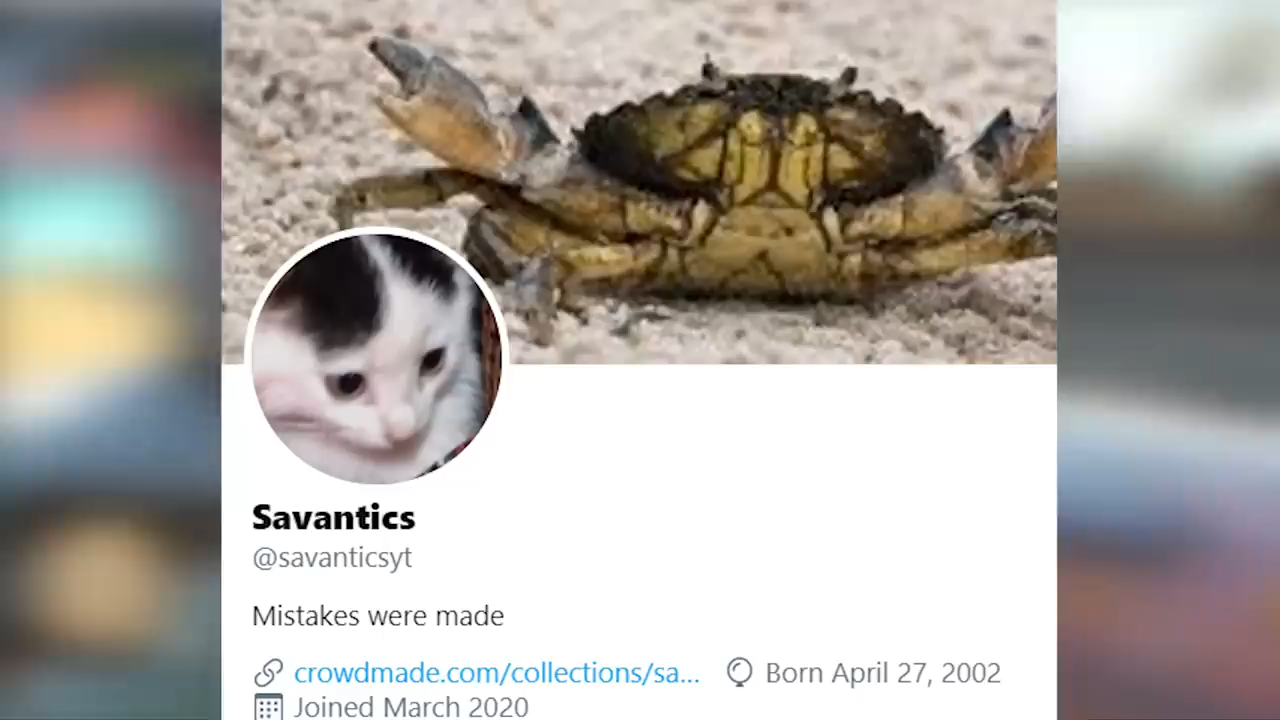 Savantics
@savanticsyt
Mistakes were made
crowdmade.com/collections/sa... Born April 27, 2002
Joined March 2020